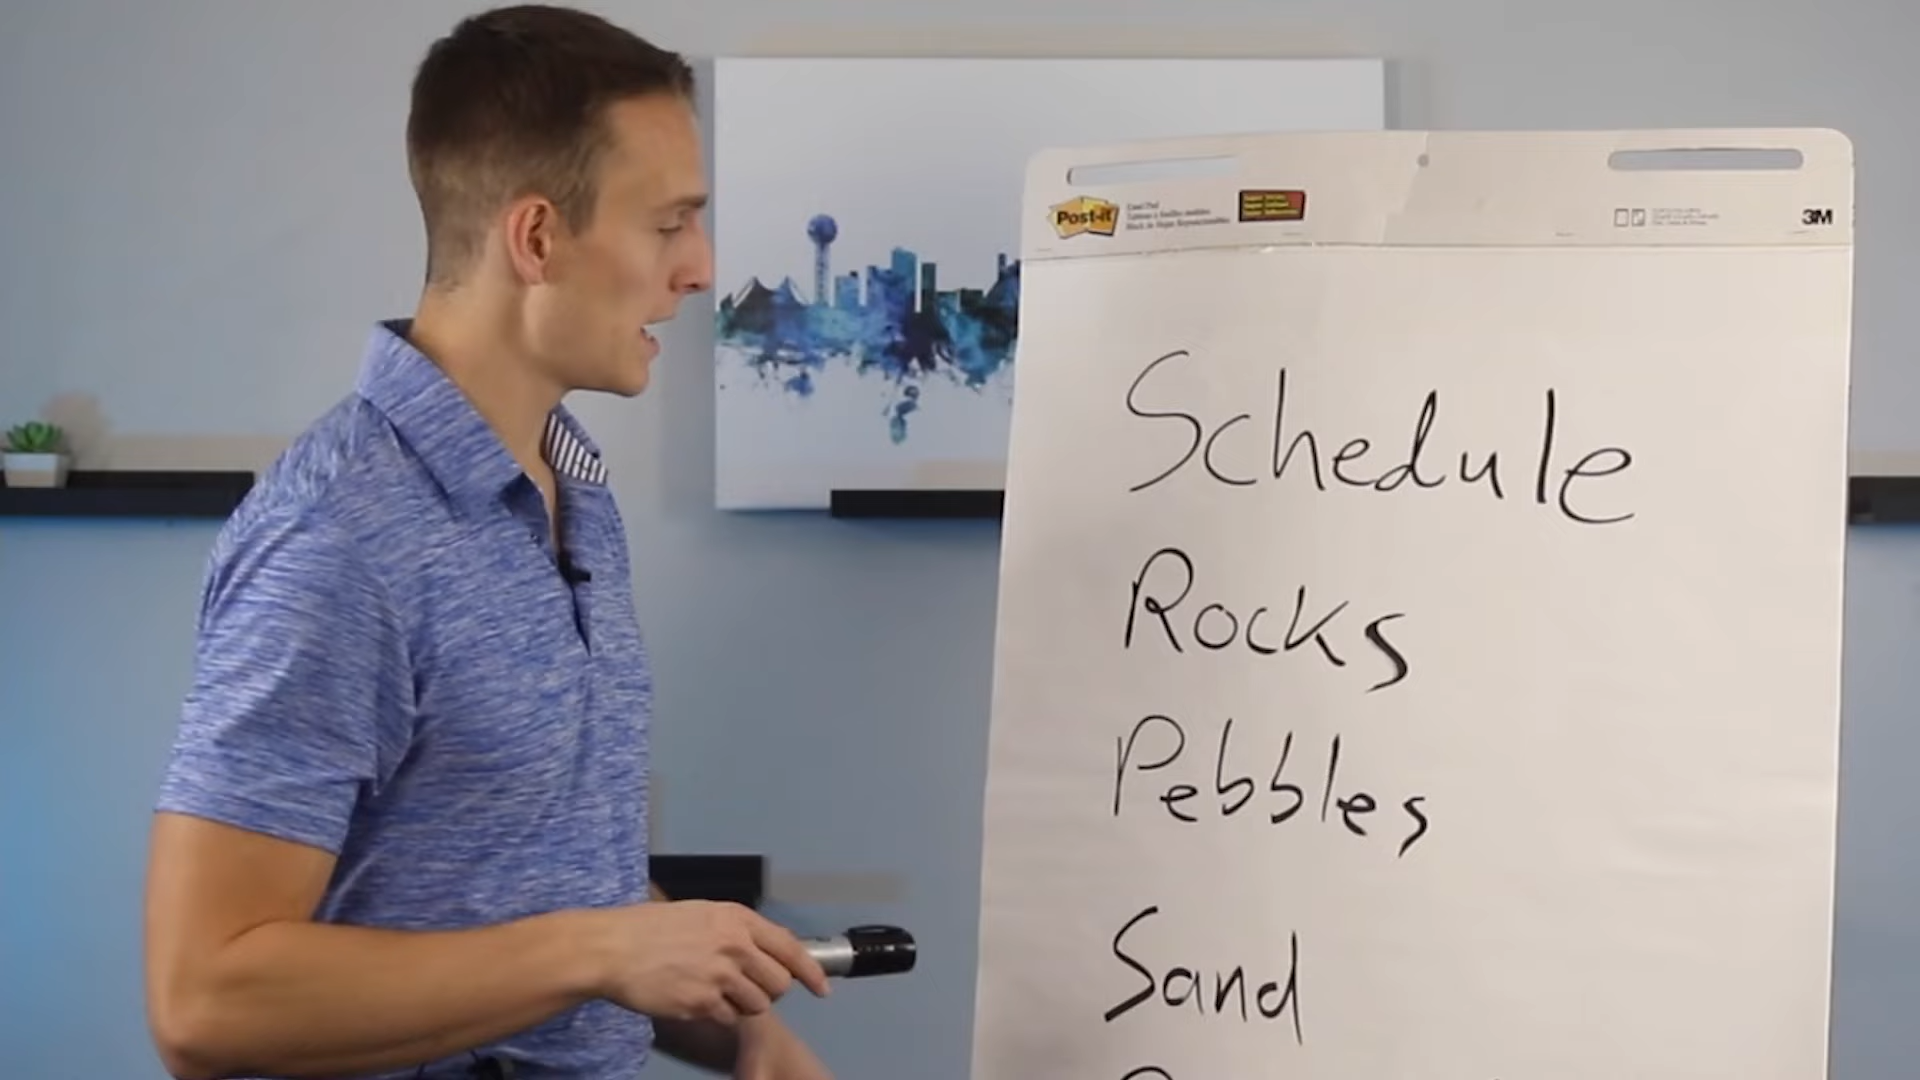 Post-it
3M
Schedule
Rocks
Pebbles
Sand